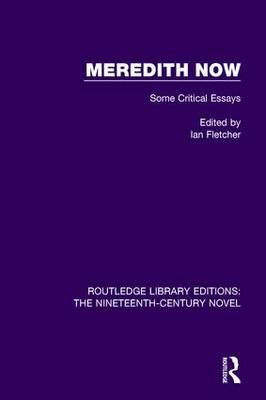 MEREDITH NOW
Some Critical Essays
Edited by
Ian Fletcher
ROUTLEDGE LIBRARY EDITIONS:
THE NINETEENTH-CENTURY NOVEL
ROUTLEDGE